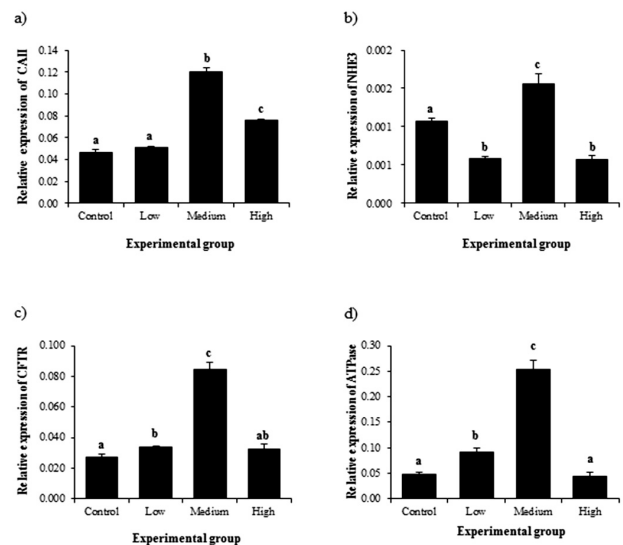 a)
Relative expression of CAII
0.14
0.12
0.10
0.08
0.06
0.04
0.02
0.00
a
a
b
c
Control
Low
Medium
High
Experimental group
b)
Relative expression of NHE3
0.002
0.002
0.001
0.001
0.000
a
b
c
b
Control
Low
Medium
High
Experimental group
c)
Relative expression of CFTR
0.100
0.080
0.060
0.040
0.020
0.000
a
b
c
ab
Control
Low
Medium
High
Experimental group
d)
Relative expression of ATPase
0.30
0.25
0.20
0.15
0.10
0.05
0.00
a
b
c
a
Control
Low
Medium
High
Experimental group